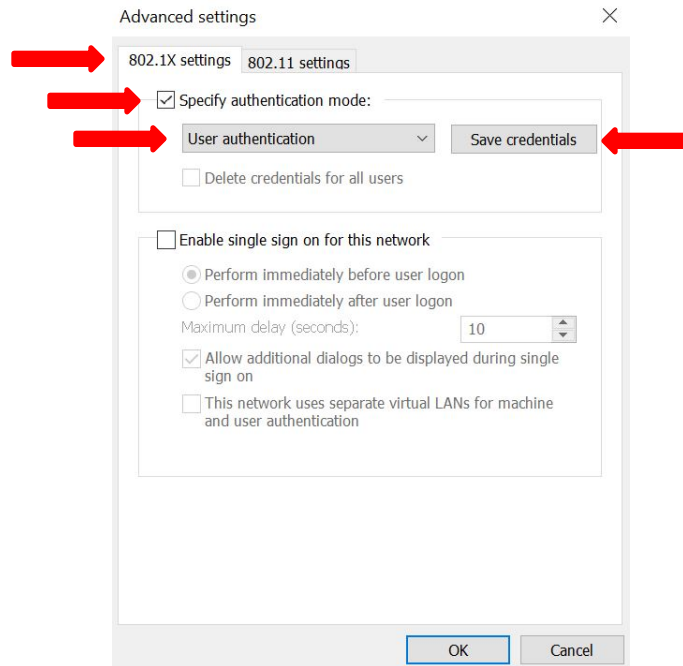 Advanced settings
802.1X settings
802.11 settings
Specify authentication mode:
User authentication
Save credentials
Delete credentials for all users
Enable single sign on for this network
Perform immediately before user logon
Perform immediately after user logon
Maximum delay (seconds):
10
Allow additional dialogs to be displayed during single
sign on
This network uses separate virtual LANs for machine
and user authentication
OK
Cancel